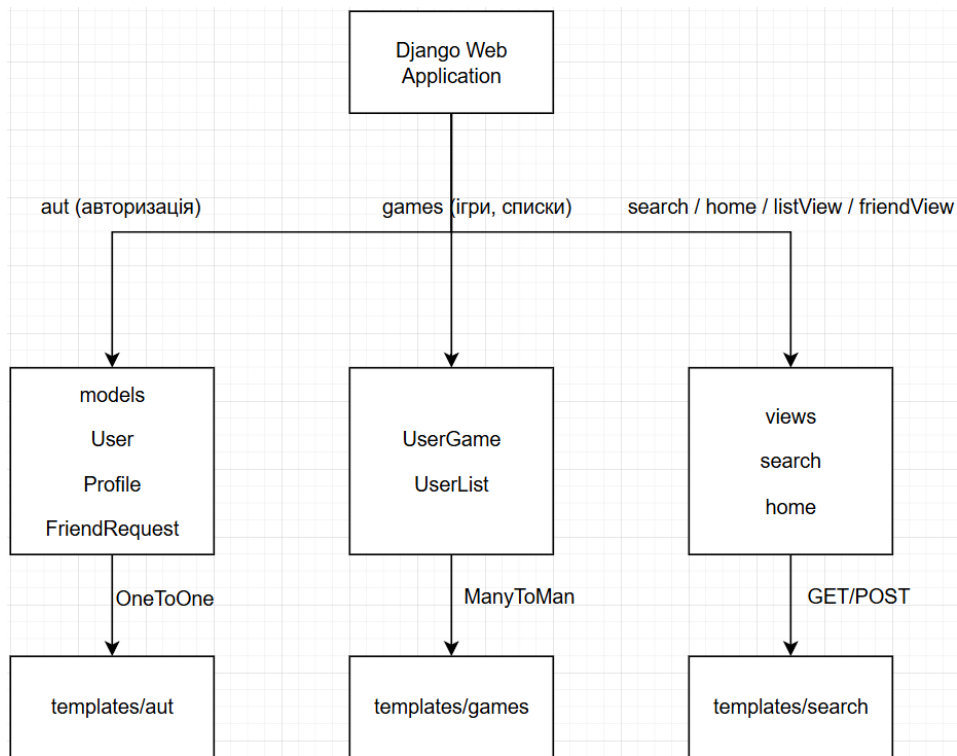 Django Web
Application
aut (авторизація)
games (ігри, списки)
search / home / listView / friendView
models
User
Profile
FriendRequest
UserGame
UserList
views
search
home
OneToOne
ManyToMan
GET/POST
templates/aut
templates/games
templates/search